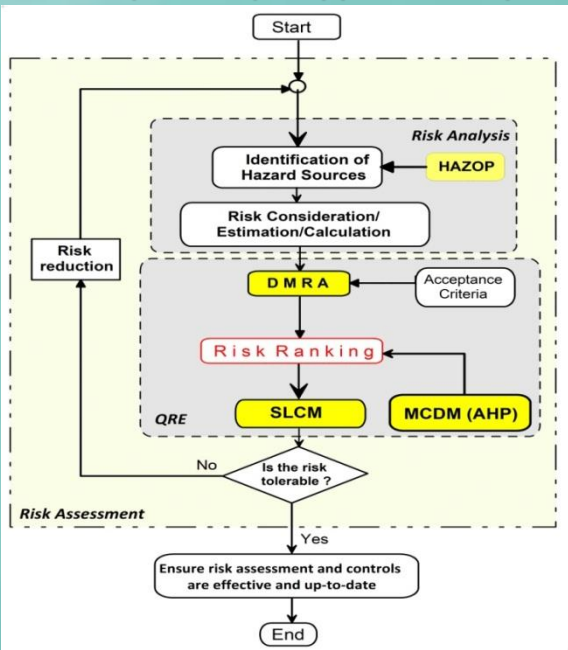 Start
Risk Analysis
Identification of
Hazard Sources
HAZOP
Risk Consideration/
Estimation/Calculation
Risk
reduction
DMRA
Acceptance
Criteria
Risk Ranking
SLCM
MCDM (AHP)
QRE
No
Is the risk
tolerable ?
Risk Assessment
Yes
Ensure risk assessment and controls
are effective and up-to-date
End